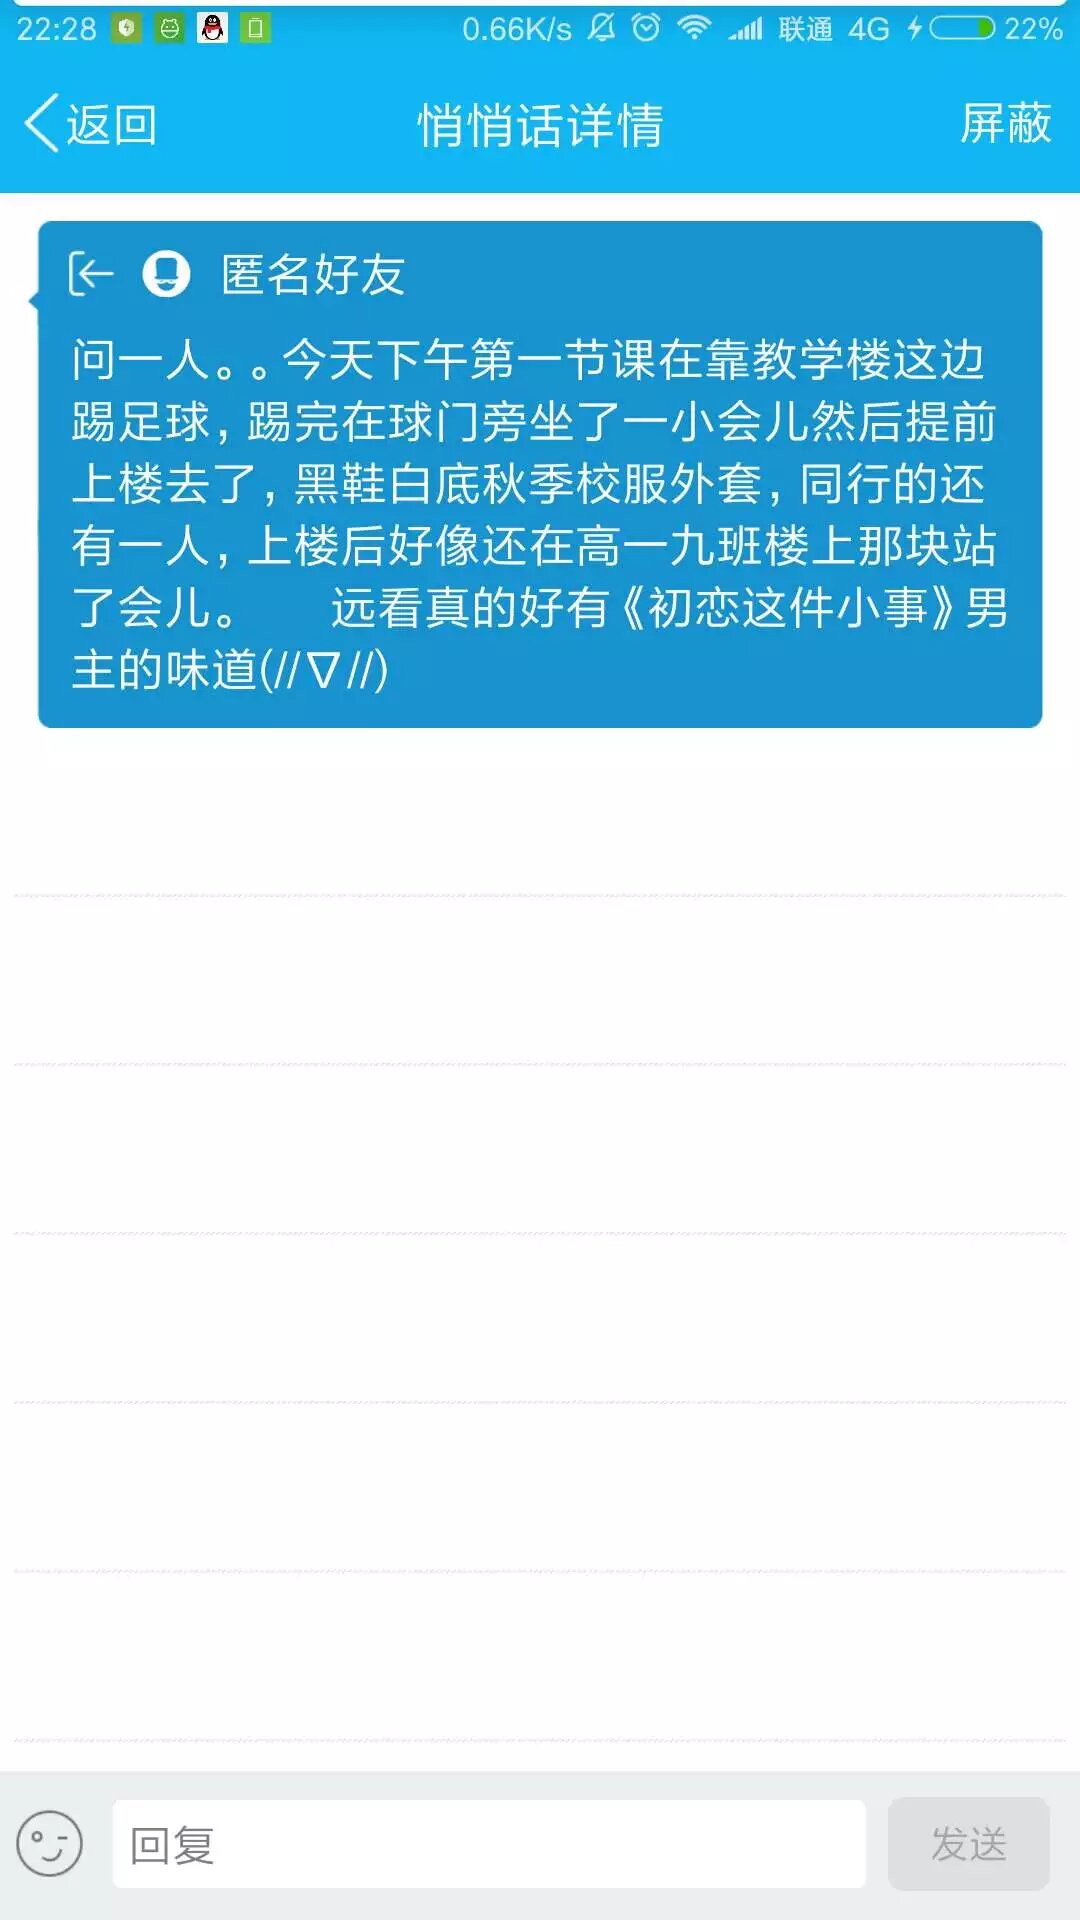 22:28 0.66K/s 联通 4G 22%
返回 悄悄话详情 屏蔽
匿名好友
问一人。。今天下午第一节课在靠教学楼这边
踢足球,踢完在球门旁坐了一小会儿然后提前
上楼去了,黑鞋白底秋季校服外套,同行的还
有一人,上楼后好像还在高一九班楼上那块站
了会儿。 远看真的好有《初恋这件小事》男
主的味道(//∇//)
回复 发送